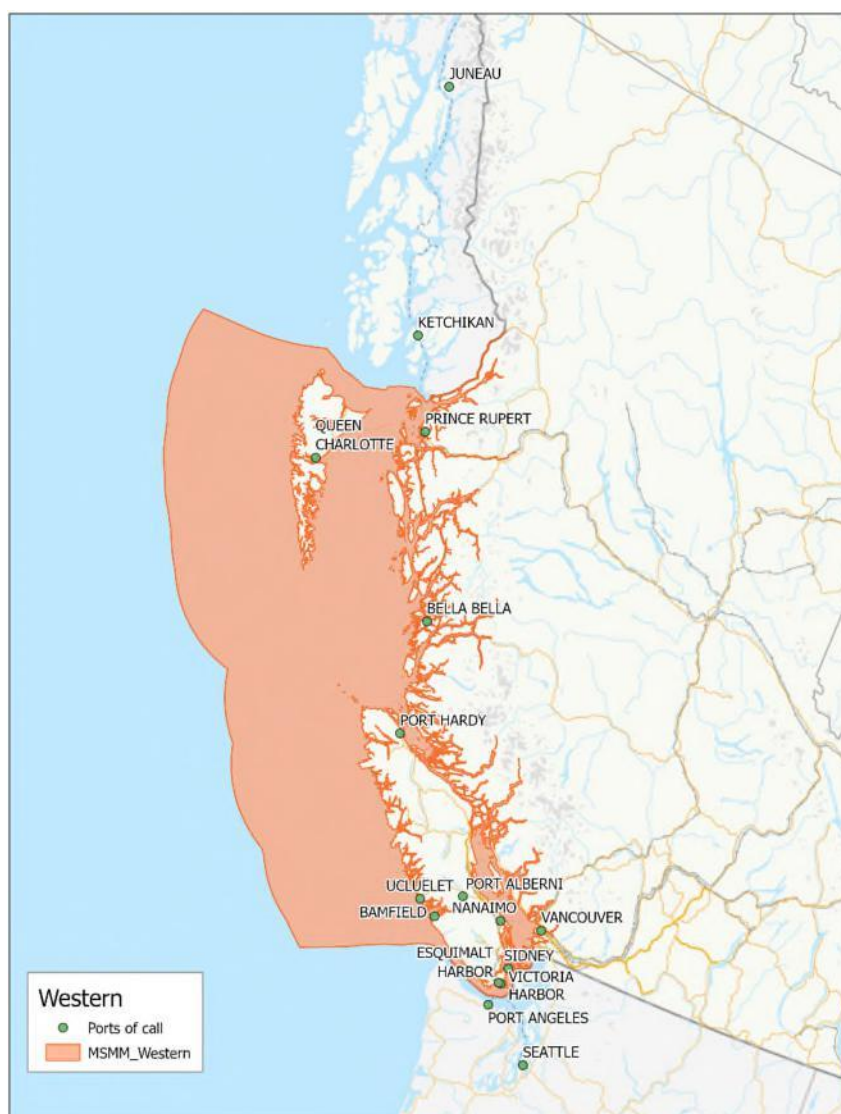 JUNEAU
KETCHIKAN
PRINCE RUPERT
QUEEN
CHARLOTTE
BELLA BELLA
PORT HARDY
UCLUELET
PORT ALBERNI
BAMFIELD
NANAIMO
VANCOUVER
ESQUIMALT
HARBOR
SIDNEY
VICTORIA
HARBOR
PORT ANGELES
SEATTLE
Western
Ports of call
MSMM_Western